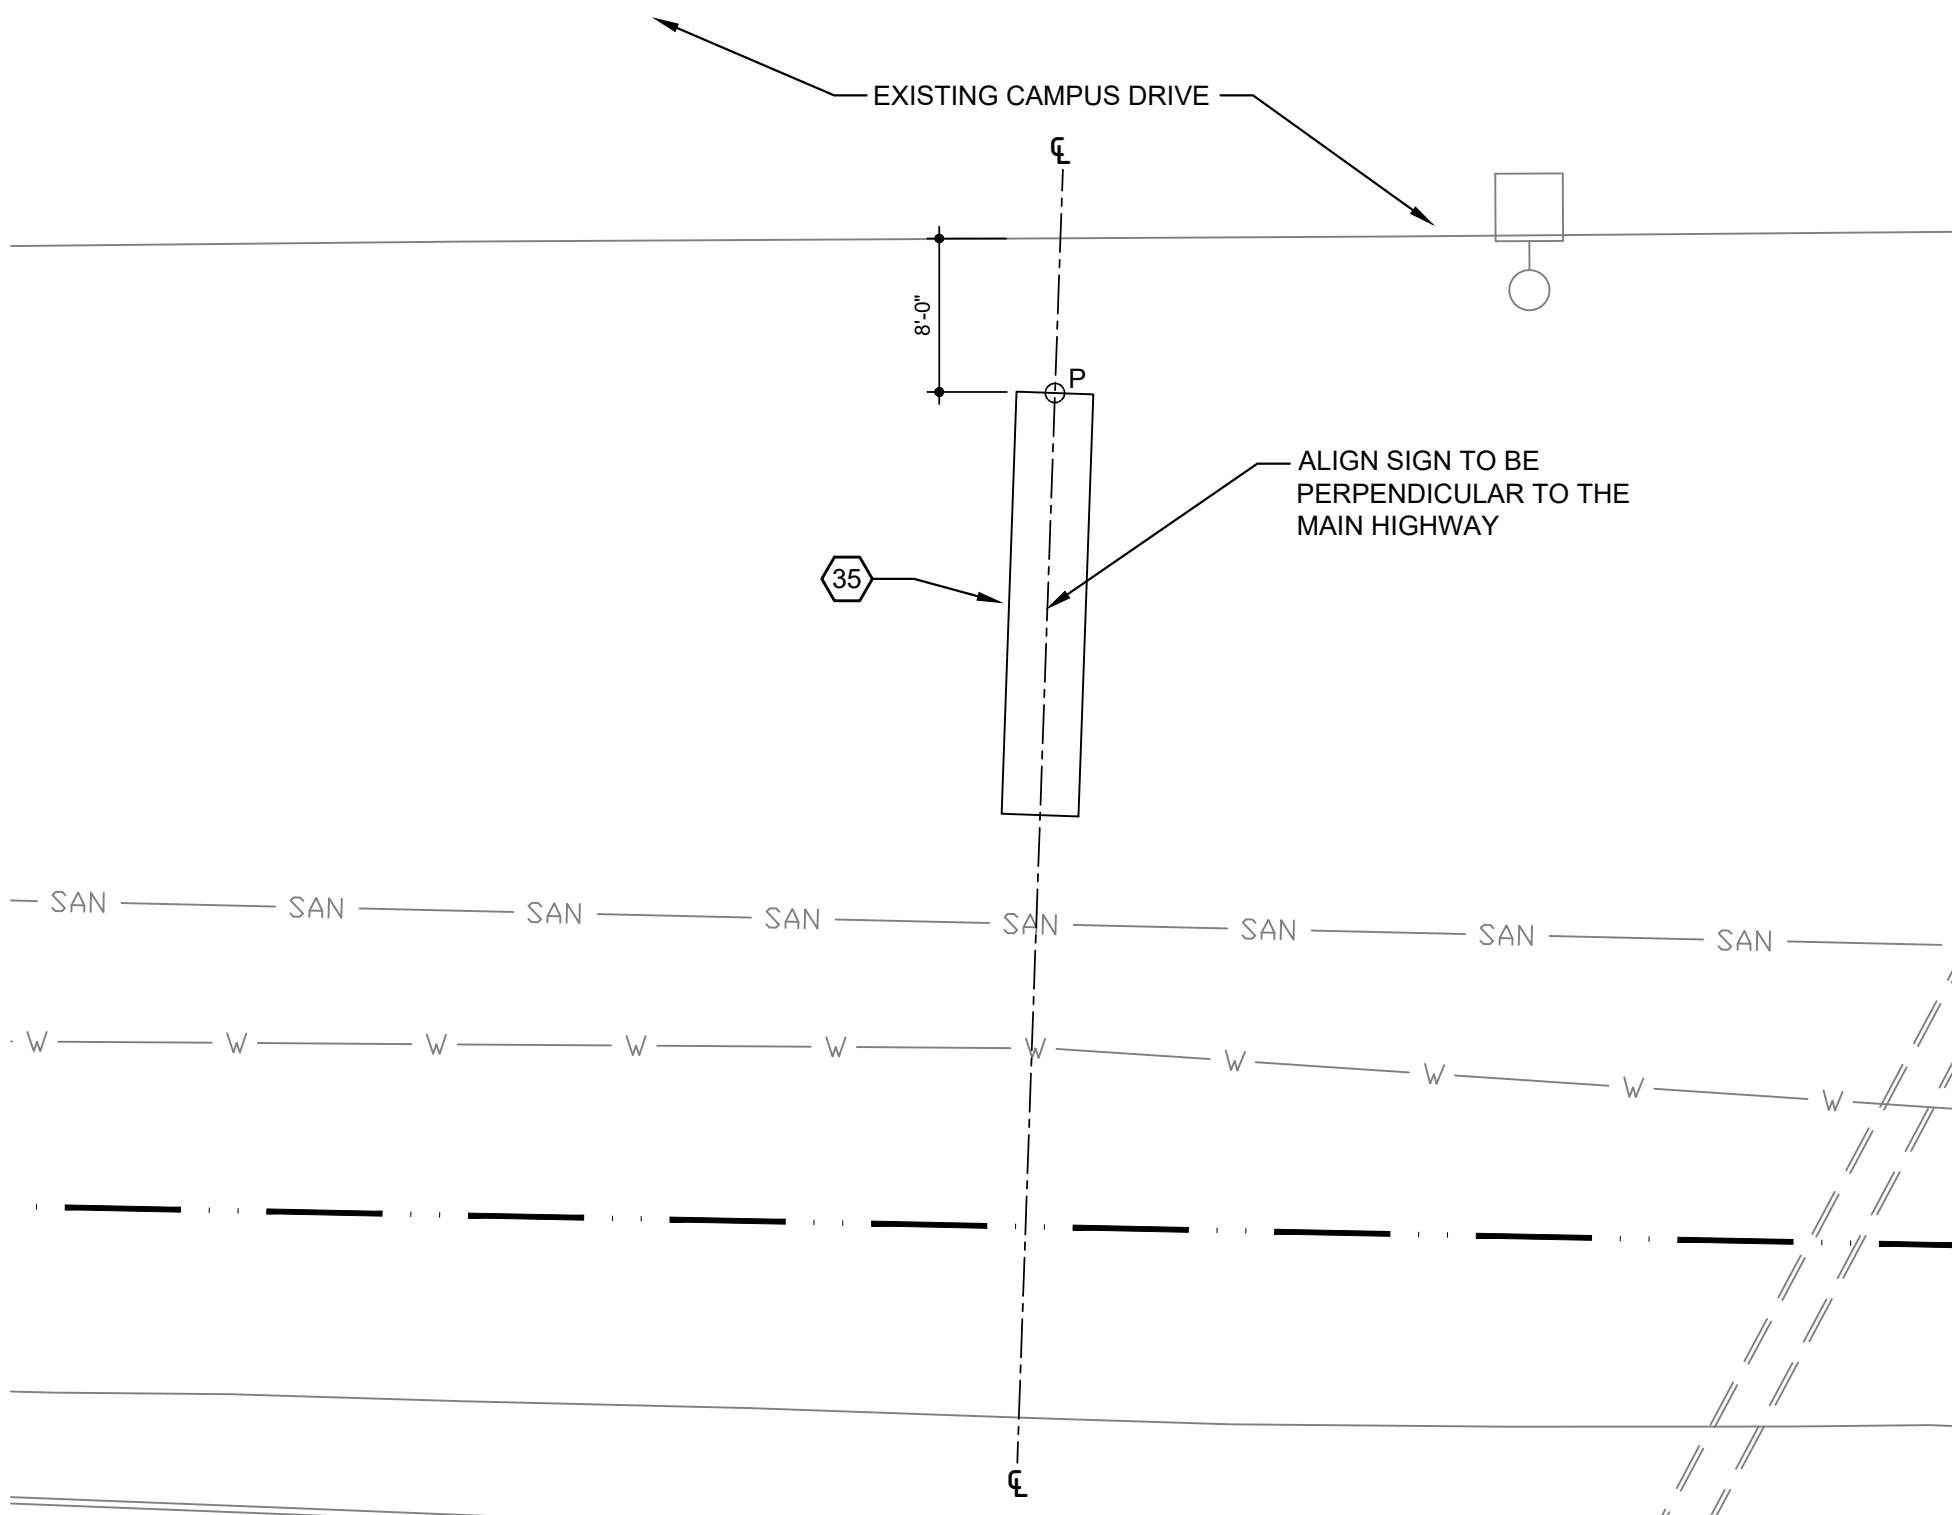 EXISTING CAMPUS DRIVE
℄
8'-0"
P
ALIGN SIGN TO BE
PERPENDICULAR TO THE
MAIN HIGHWAY
35
SAN SAN SAN SAN SAN SAN SAN SAN
W W W W W W W W W W
℄